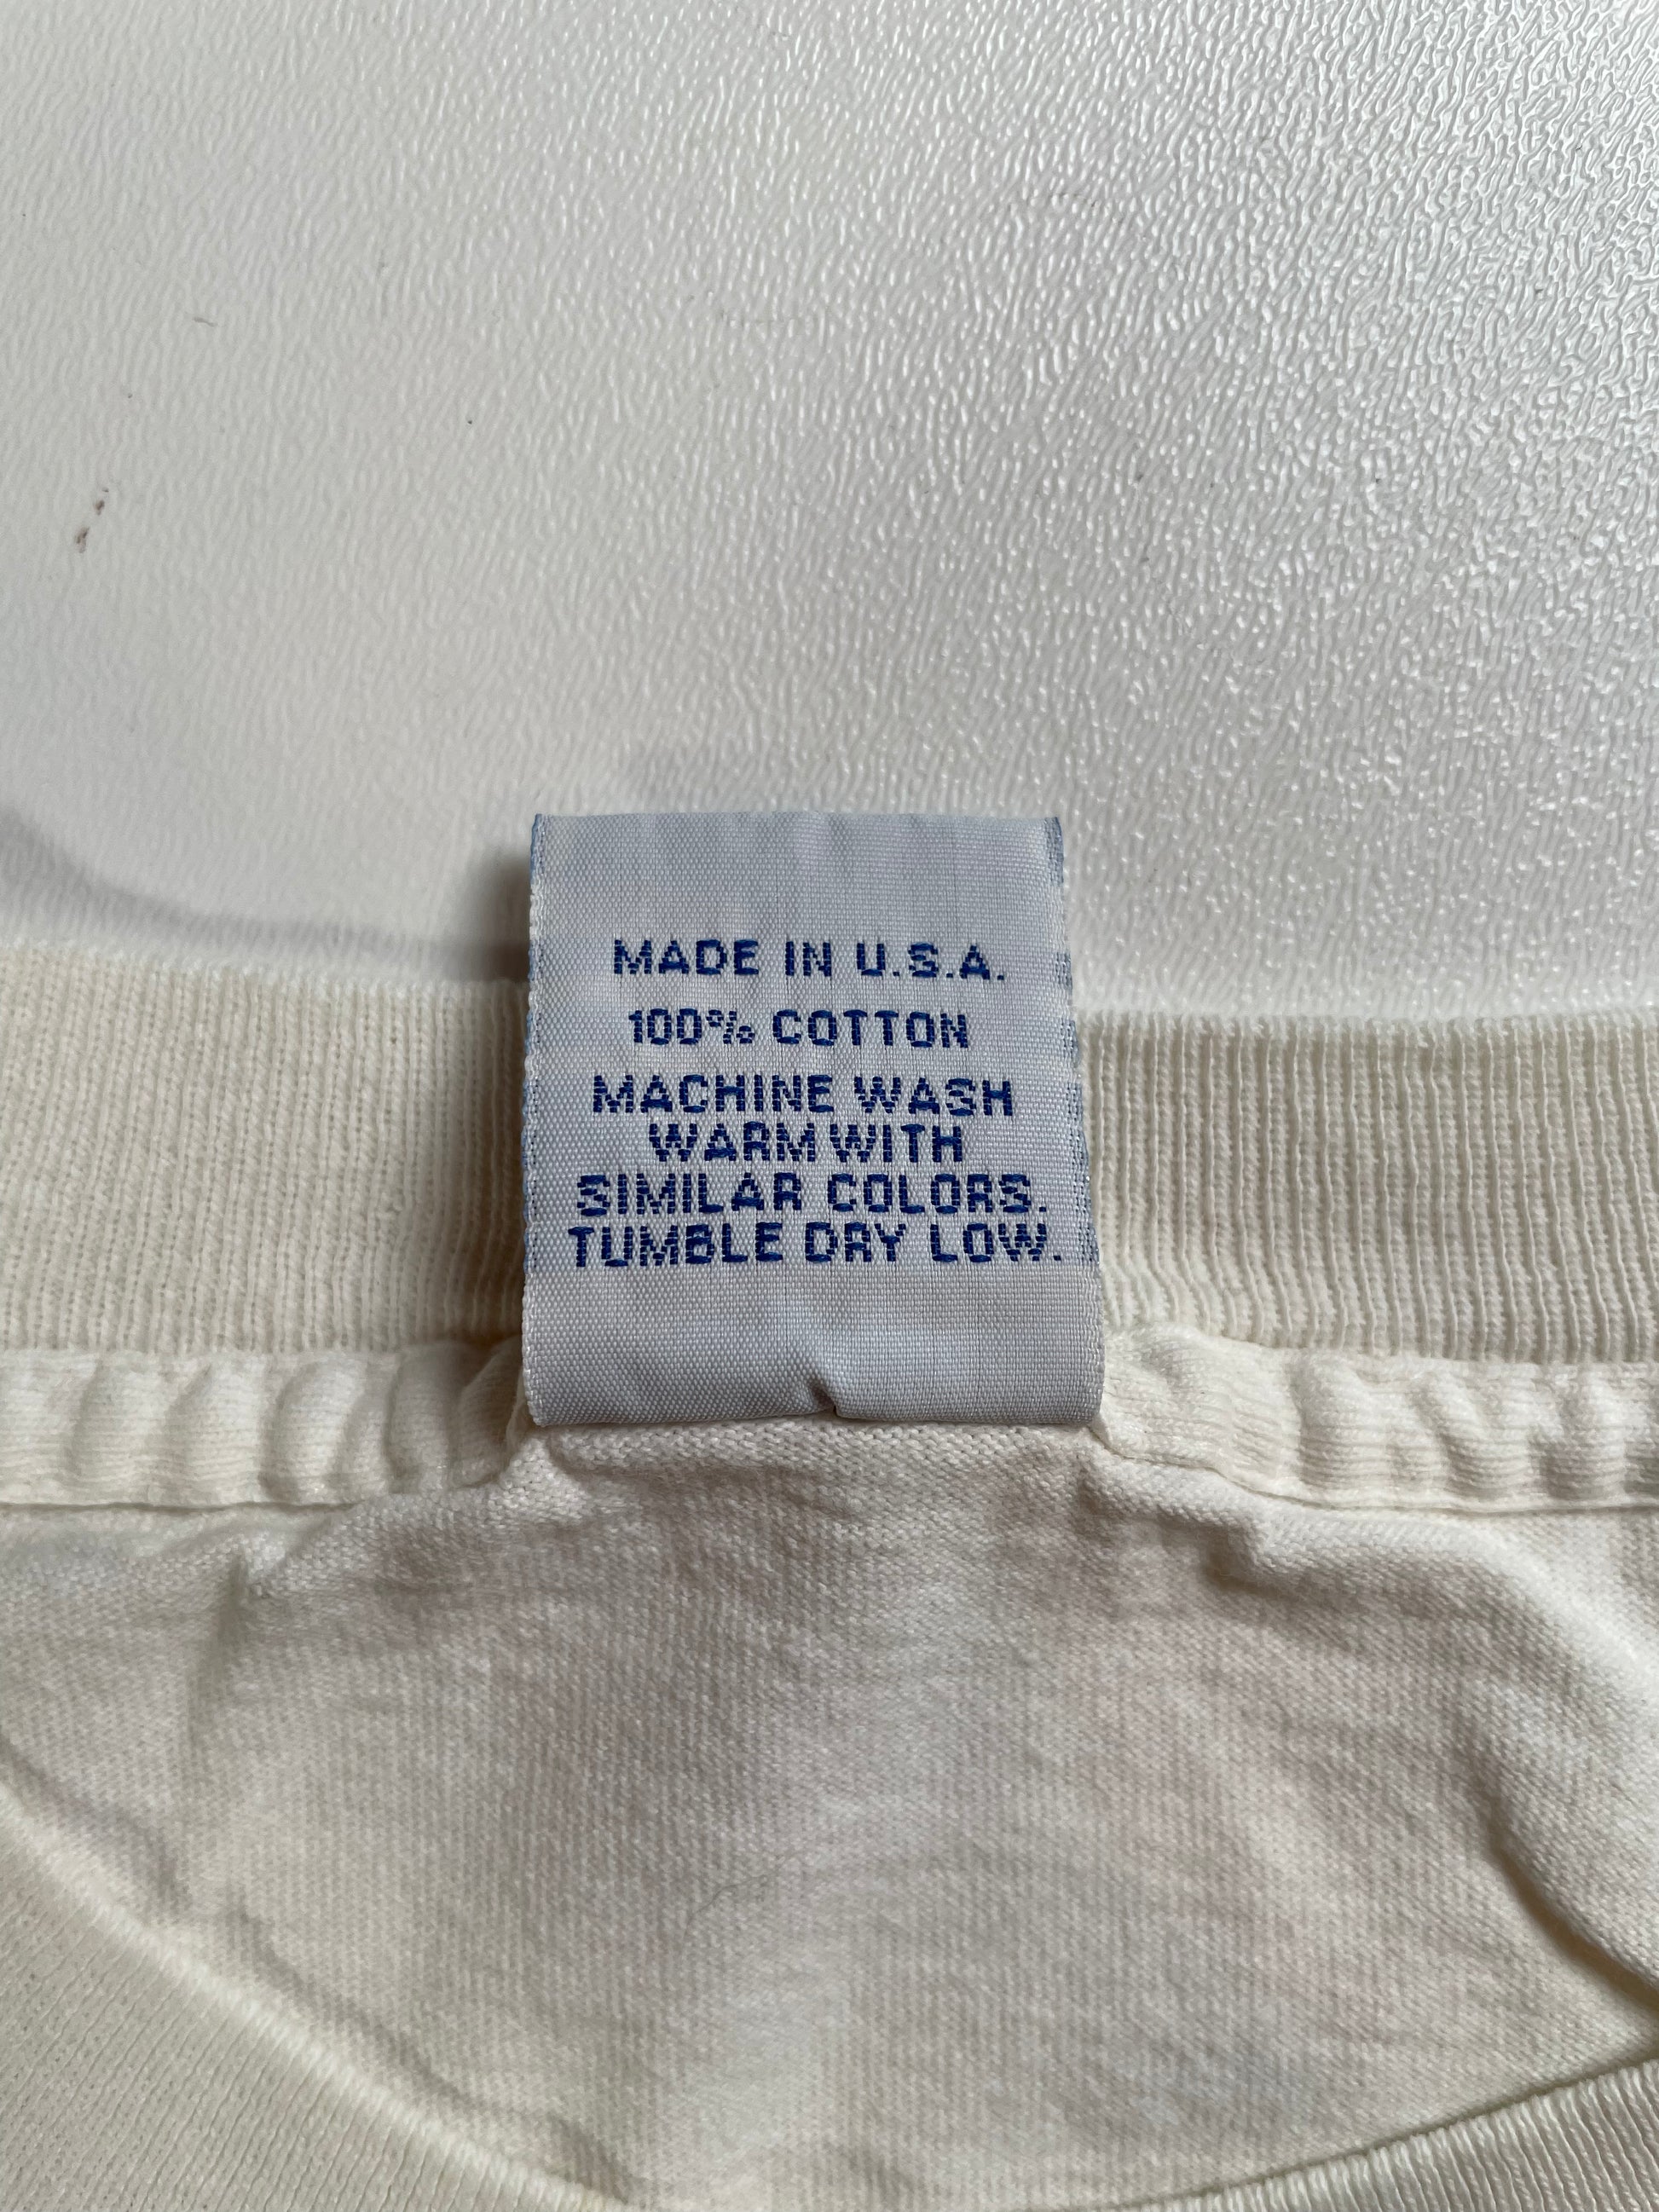 MADE IN U.S.A.
100% COTTON
MACHINE WASH
WARM WITH
SIMILAR COLORS.
TUMBLE DRY LOW.